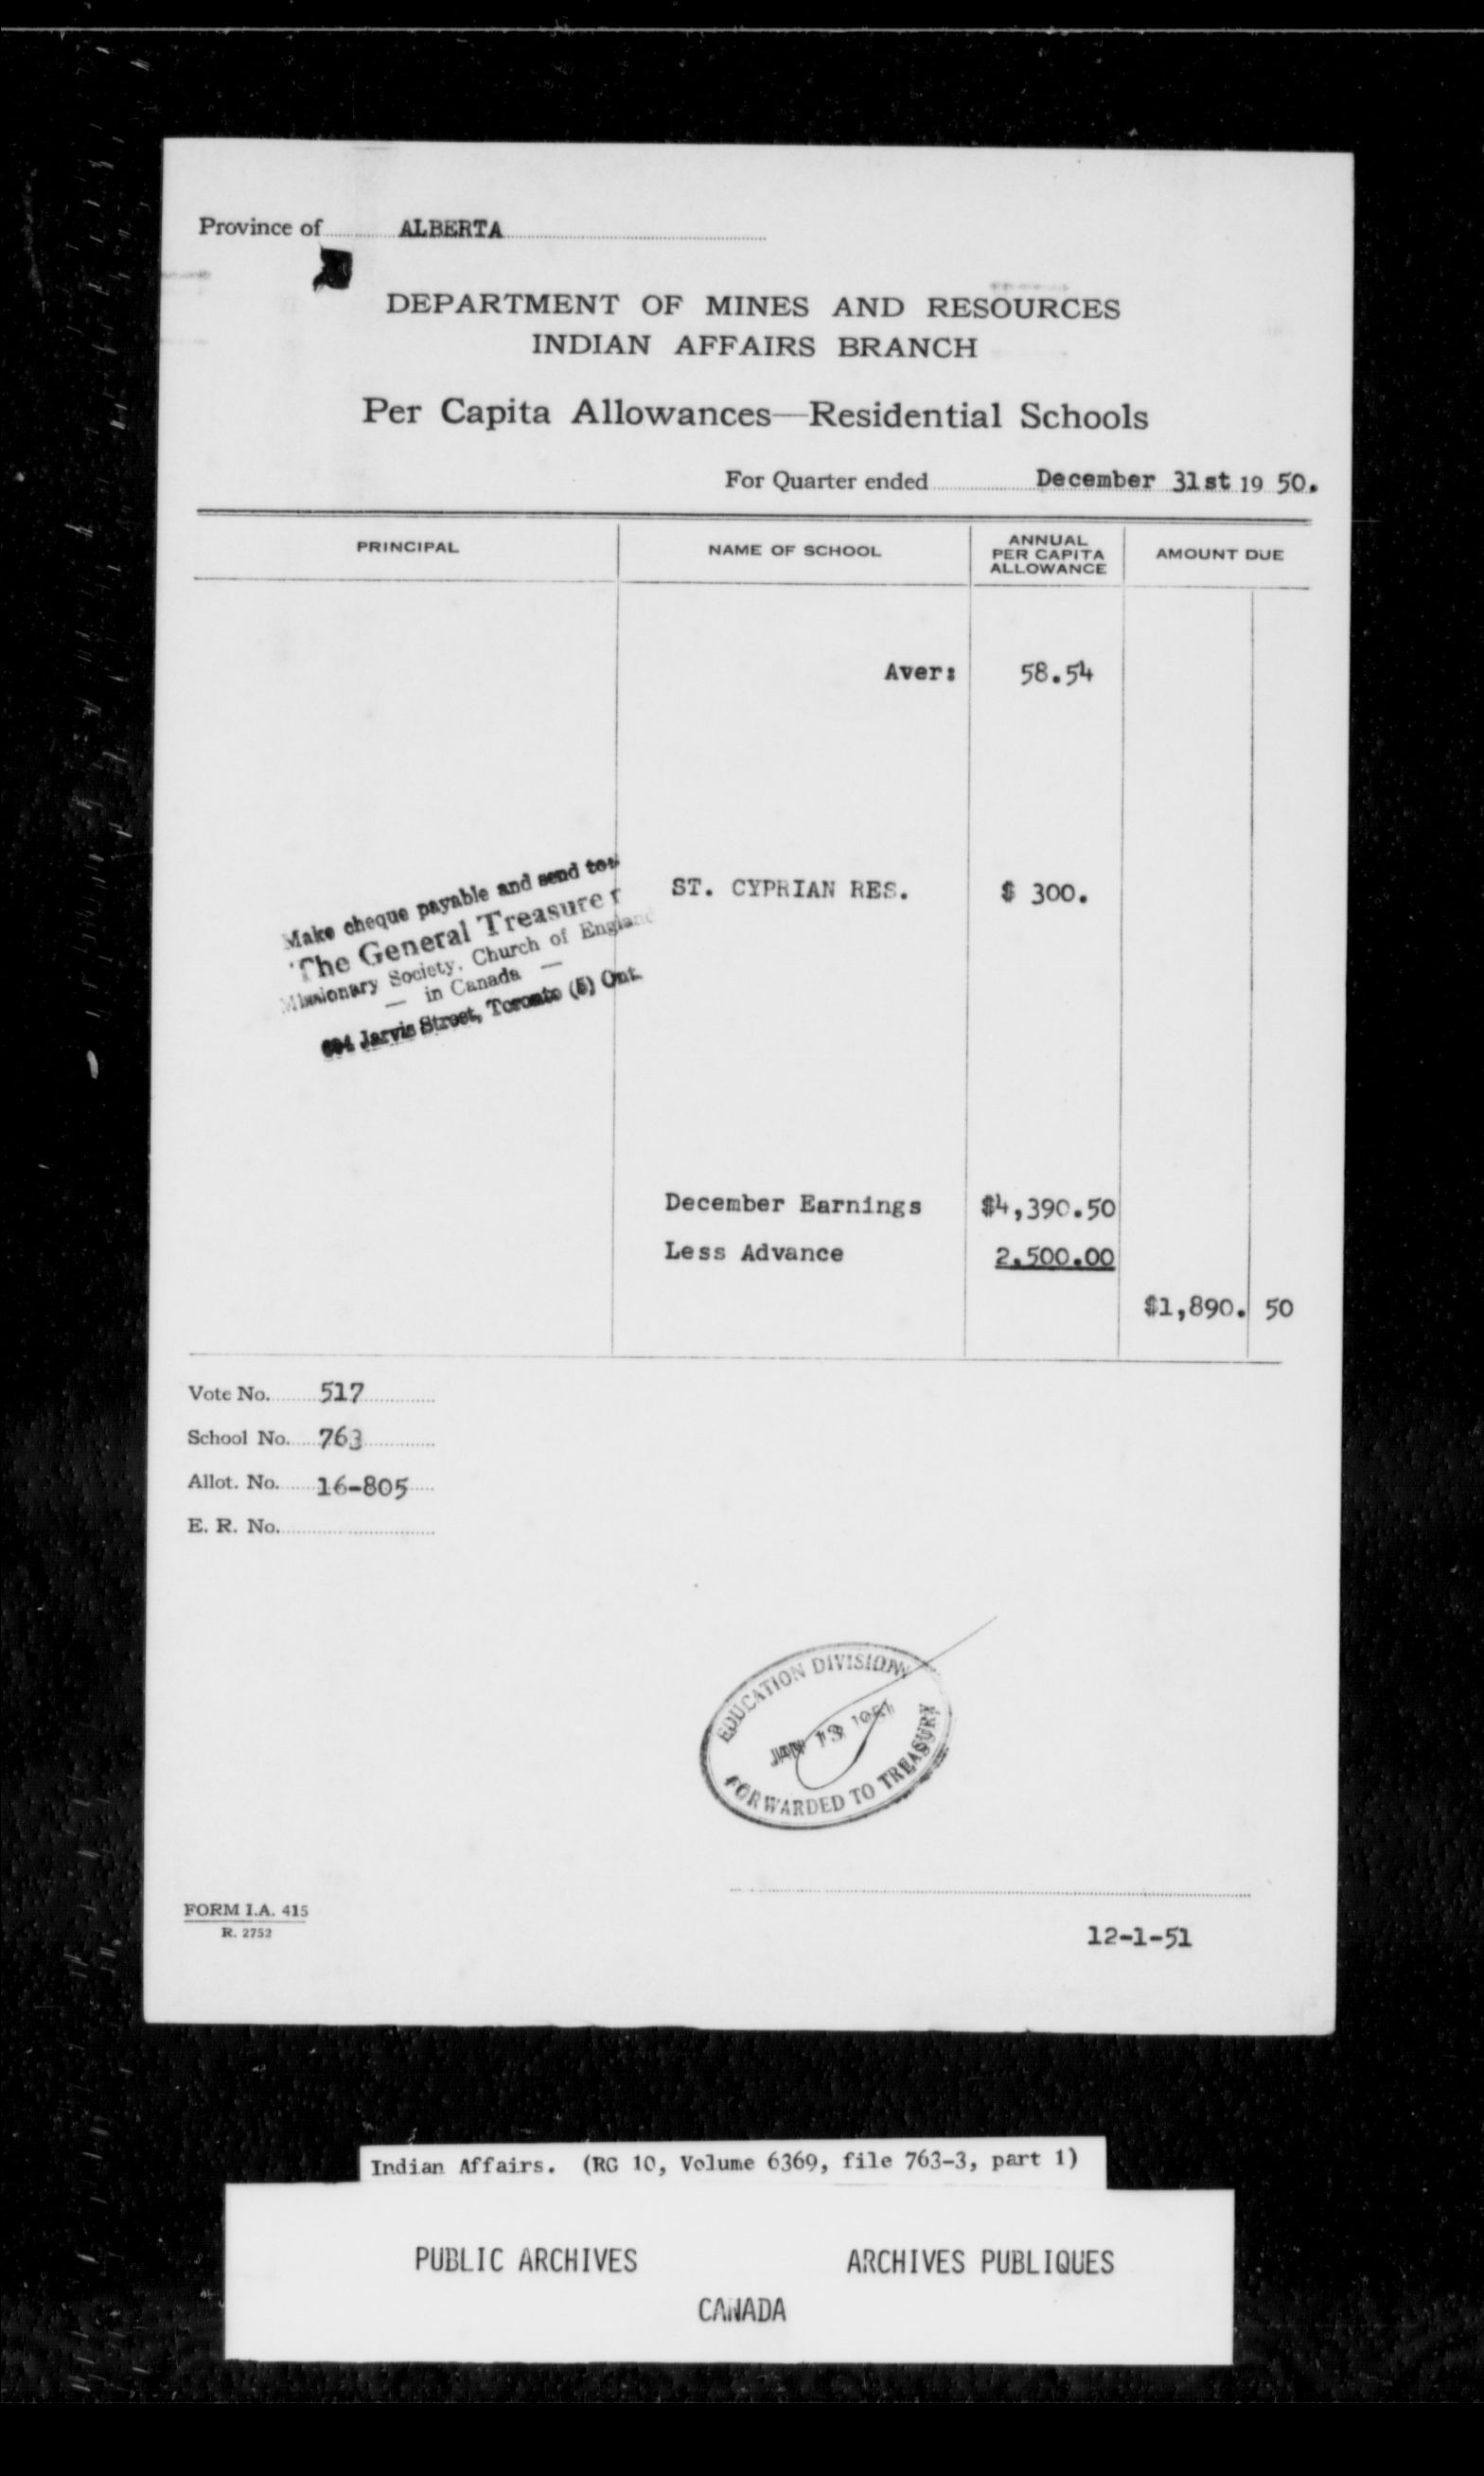 Province of ALBERTA
DEPARTMENT OF MINES AND RESOURCES
INDIAN AFFAIRS BRANCH
Per Capita Allowances—Residential Schools
For Quarter ended December 31st 19 50.
PRINCIPAL NAME OF SCHOOL ANNUAL PER CAPITA ALLOWANCE AMOUNT DUE
Aver: 58.54
Make cheque payable and send to:
The General Treasurer
Missionary Society, Church of England
— in Canada —
Jarvis Street, Toronto (5) Ont.
ST. CYPRIAN RES. $ 300.
December Earnings $4,390.50
Less Advance 2,500.00
$1,890. 50
Vote No. 517
School No. 763
Allot. No. 16-805
E. R. No.
EDUCATION DIVISION
JAN 1951
FORWARDED TO TREASURY
FORM I.A. 415
R. 2752
12-1-51
Indian Affairs. (RG 10, Volume 6369, file 763-3, part 1)
PUBLIC ARCHIVES ARCHIVES PUBLIQUES
CANADA